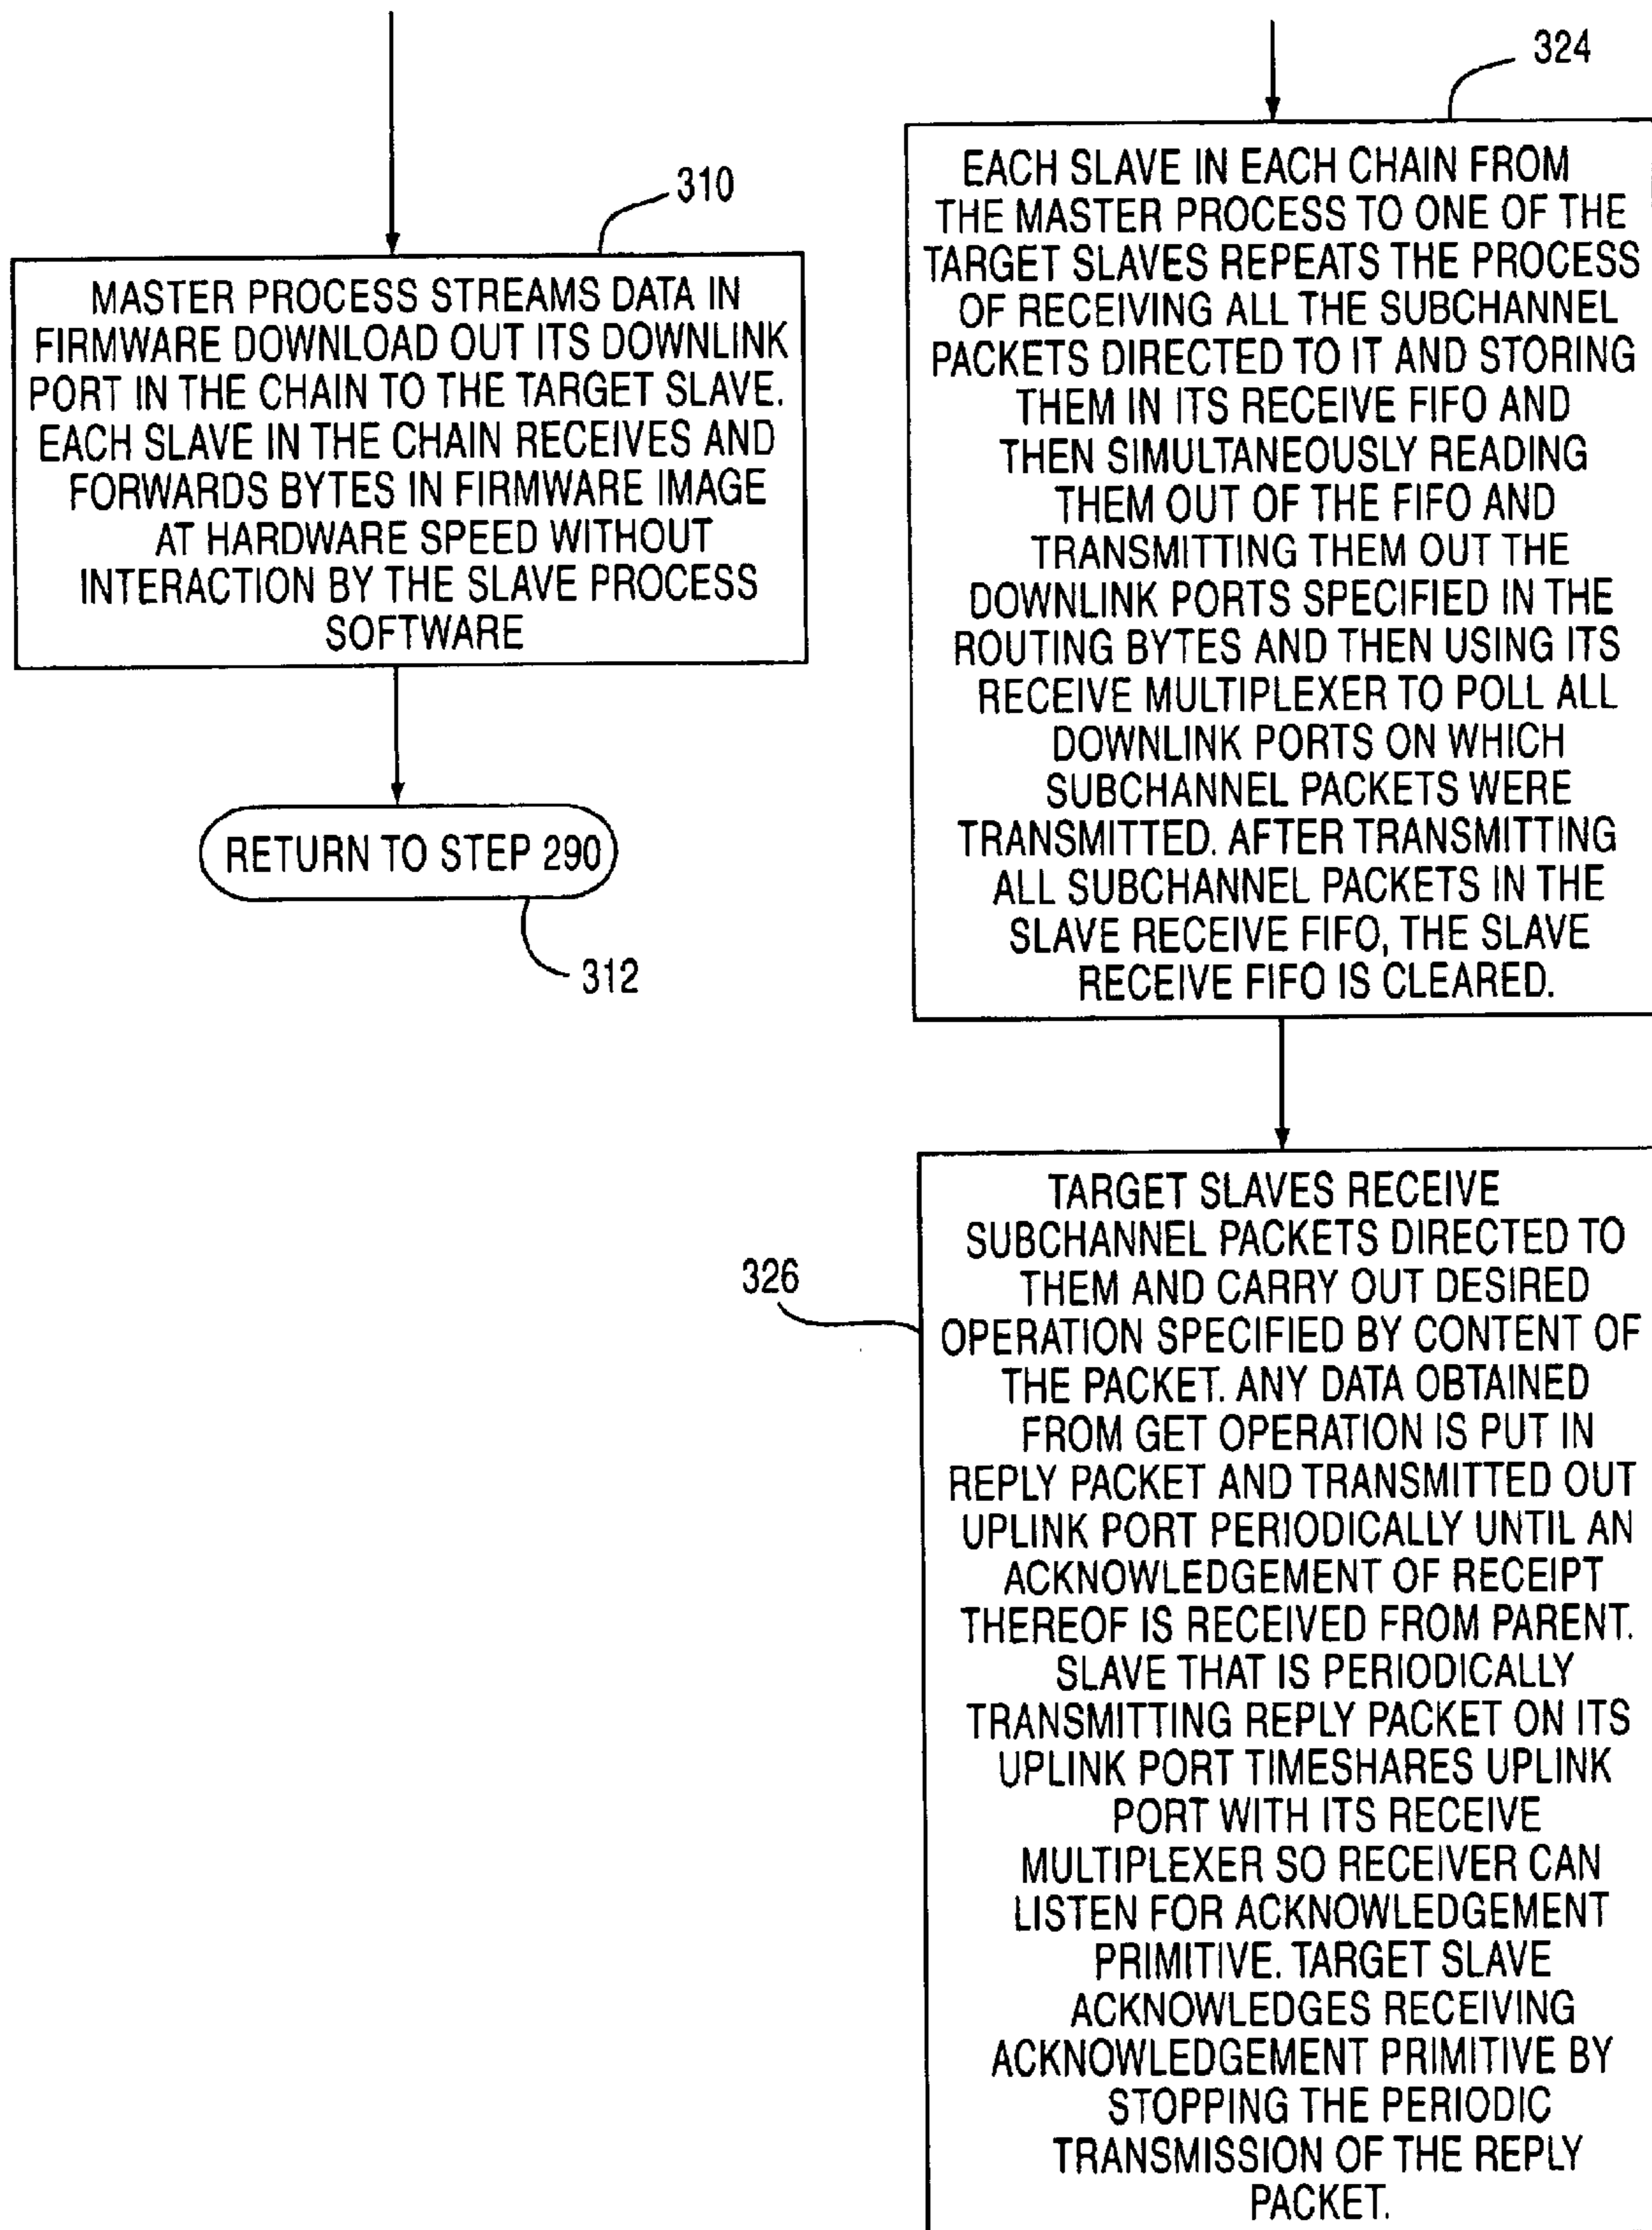 310
MASTER PROCESS STREAMS DATA IN
FIRMWARE DOWNLOAD OUT ITS DOWNLINK
PORT IN THE CHAIN TO THE TARGET SLAVE.
EACH SLAVE IN THE CHAIN RECEIVES AND
FORWARDS BYTES IN FIRMWARE IMAGE
AT HARDWARE SPEED WITHOUT
INTERACTION BY THE SLAVE PROCESS
SOFTWARE
RETURN TO STEP 290
312
324
EACH SLAVE IN EACH CHAIN FROM
THE MASTER PROCESS TO ONE OF THE
TARGET SLAVES REPEATS THE PROCESS
OF RECEIVING ALL THE SUBCHANNEL
PACKETS DIRECTED TO IT AND STORING
THEM IN ITS RECEIVE FIFO AND
THEN SIMULTANEOUSLY READING
THEM OUT OF THE FIFO AND
TRANSMITTING THEM OUT THE
DOWNLINK PORTS SPECIFIED IN THE
ROUTING BYTES AND THEN USING ITS
RECEIVE MULTIPLEXER TO POLL ALL
DOWNLINK PORTS ON WHICH
SUBCHANNEL PACKETS WERE
TRANSMITTED. AFTER TRANSMITTING
ALL SUBCHANNEL PACKETS IN THE
SLAVE RECEIVE FIFO, THE SLAVE
RECEIVE FIFO IS CLEARED.
326
TARGET SLAVES RECEIVE
SUBCHANNEL PACKETS DIRECTED TO
THEM AND CARRY OUT DESIRED
OPERATION SPECIFIED BY CONTENT OF
THE PACKET. ANY DATA OBTAINED
FROM GET OPERATION IS PUT IN
REPLY PACKET AND TRANSMITTED OUT
UPLINK PORT PERIODICALLY UNTIL AN
ACKNOWLEDGEMENT OF RECEIPT
THEREOF IS RECEIVED FROM PARENT.
SLAVE THAT IS PERIODICALLY
TRANSMITTING REPLY PACKET ON ITS
UPLINK PORT TIMESHARES UPLINK
PORT WITH ITS RECEIVE
MULTIPLEXER SO RECEIVER CAN
LISTEN FOR ACKNOWLEDGEMENT
PRIMITIVE. TARGET SLAVE
ACKNOWLEDGES RECEIVING
ACKNOWLEDGEMENT PRIMITIVE BY
STOPPING THE PERIODIC
TRANSMISSION OF THE REPLY
PACKET.